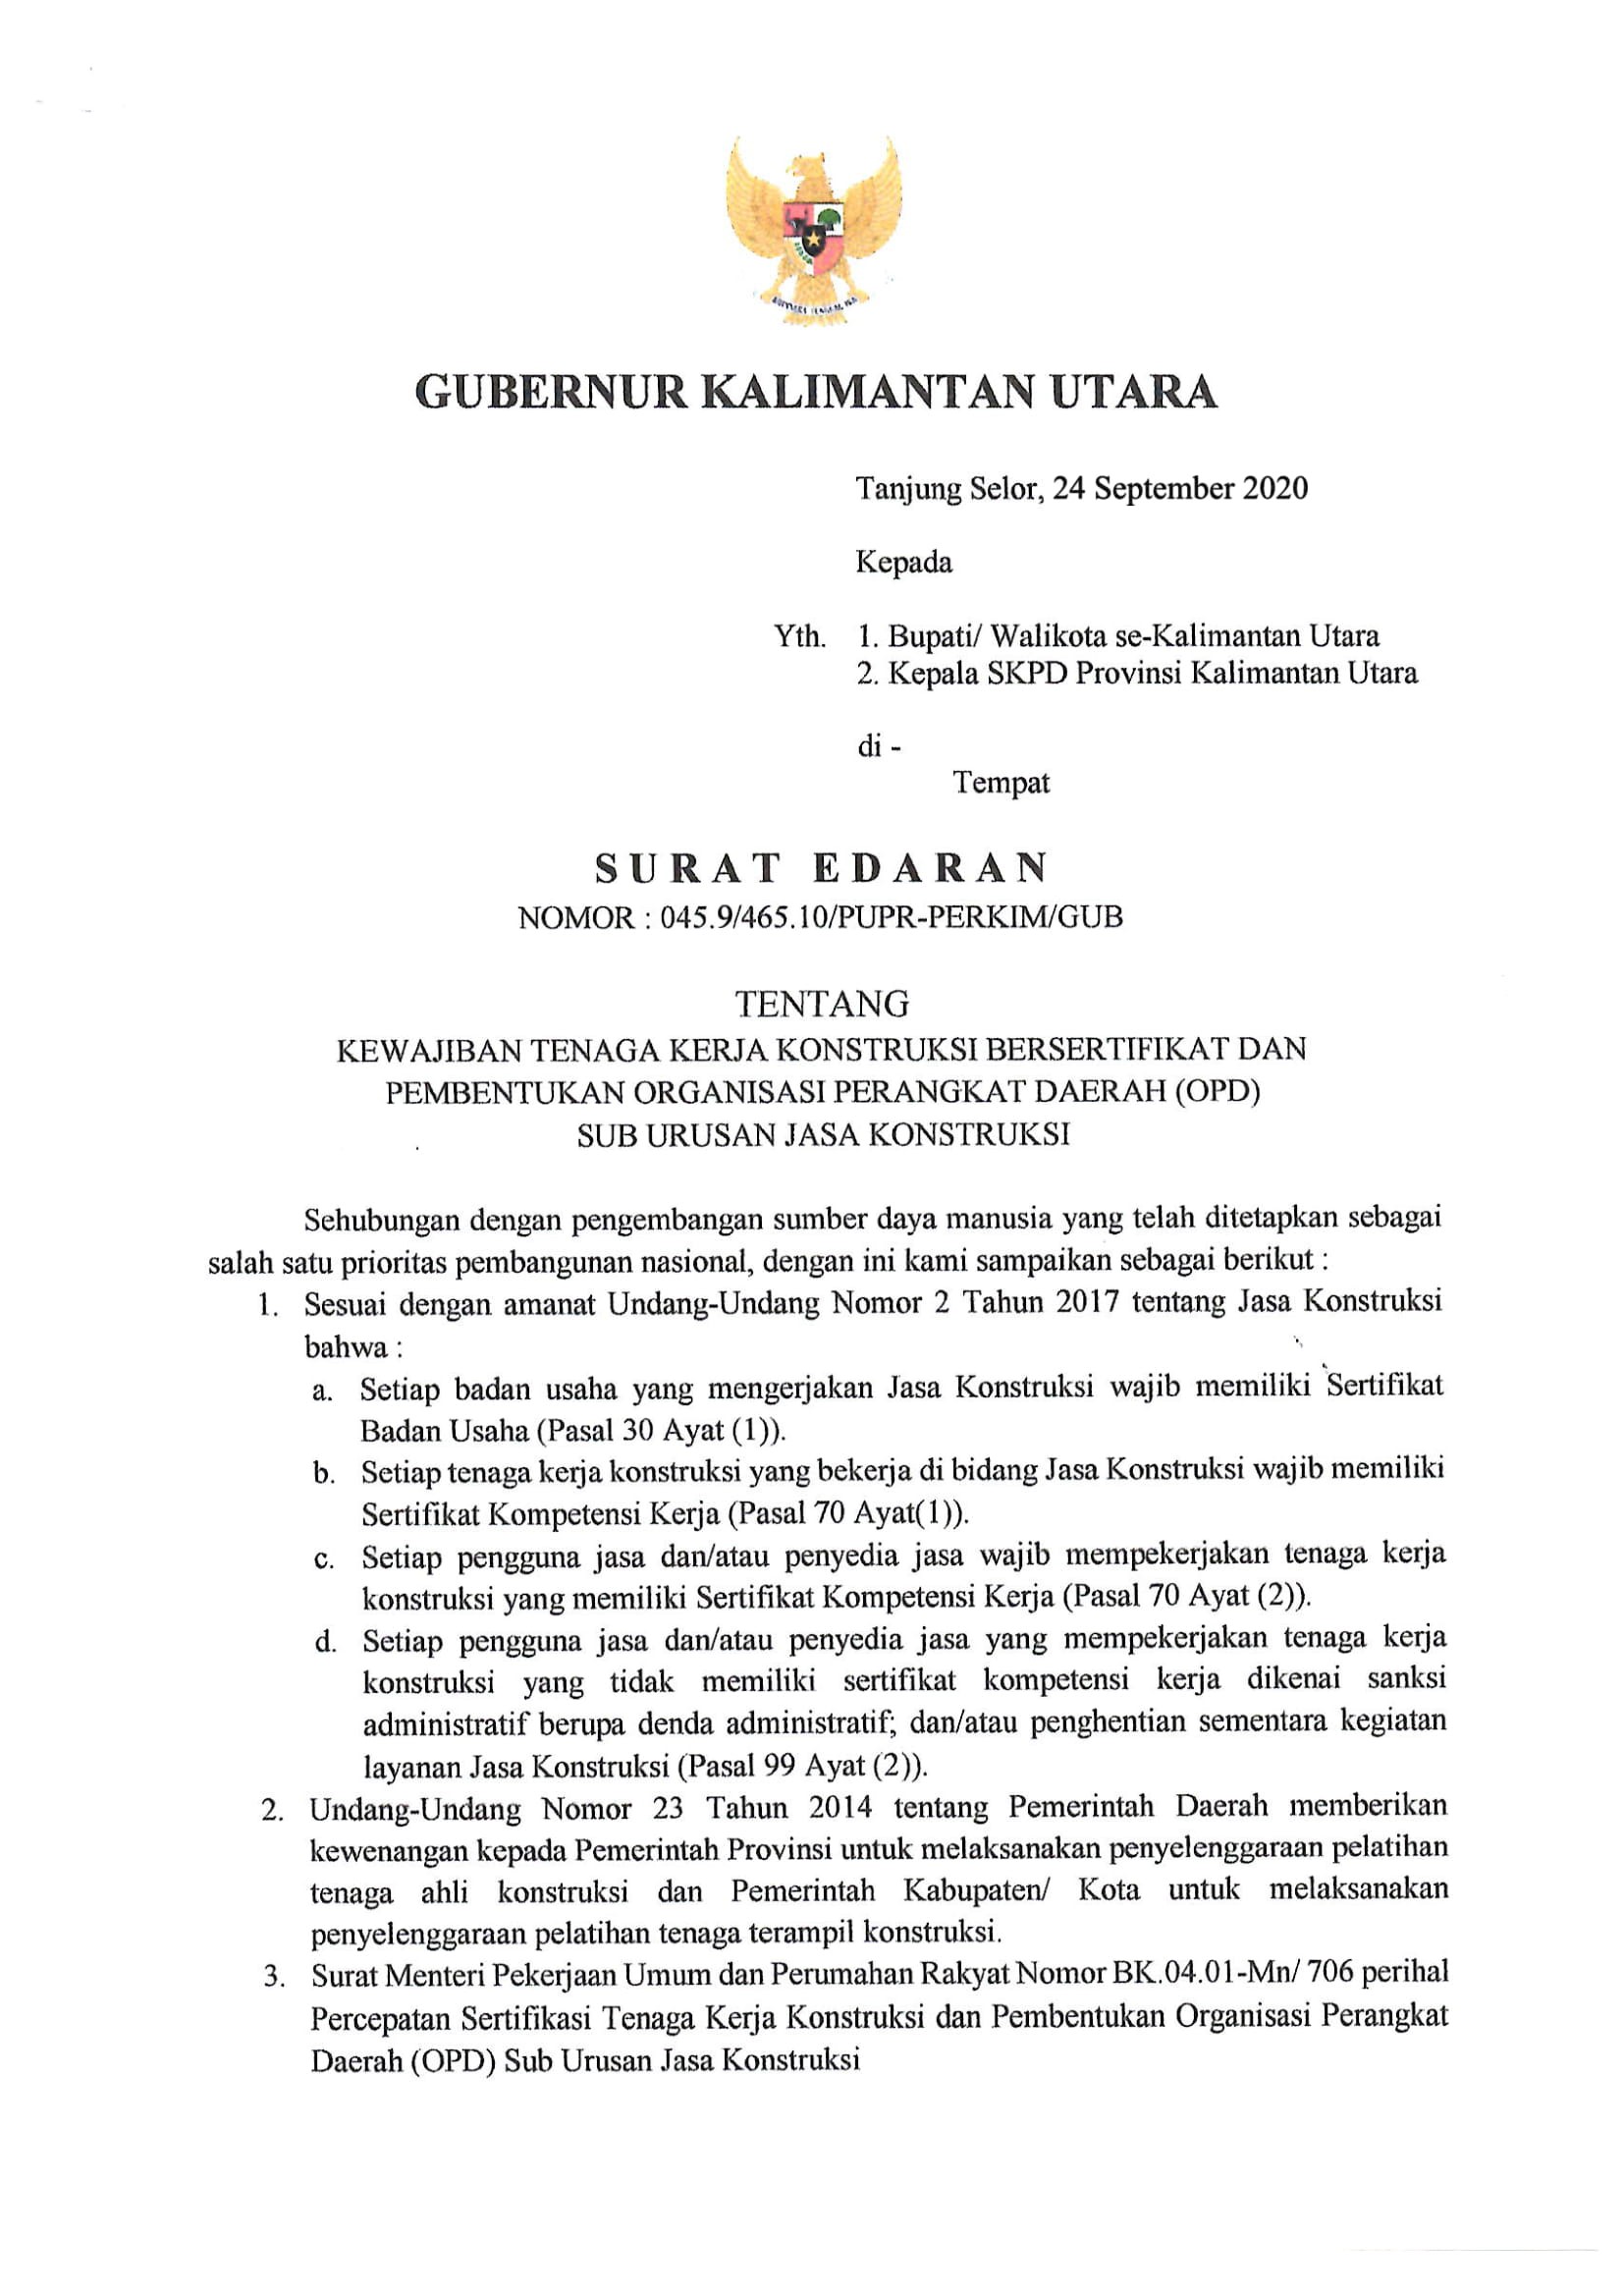 GUBERNUR KALIMANTAN UTARA
Tanjung Selor, 24 September 2020
Kepada
Yth. 1. Bupati/ Walikota se-Kalimantan Utara
2. Kepala SKPD Provinsi Kalimantan Utara
di -
Tempat
SURAT EDARAN
NOMOR : 045.9/465.10/PUPR-PERKIM/GUB
TENTANG
KEWAJIBAN TENAGA KERJA KONSTRUKSI BERSERTIFIKAT DAN
PEMBENTUKAN ORGANISASI PERANGKAT DAERAH (OPD)
SUB URUSAN JASA KONSTRUKSI
Sehubungan dengan pengembangan sumber daya manusia yang telah ditetapkan sebagai
salah satu prioritas pembangunan nasional, dengan ini kami sampaikan sebagai berikut :
1. Sesuai dengan amanat Undang-Undang Nomor 2 Tahun 2017 tentang Jasa Konstruksi
bahwa :
a. Setiap badan usaha yang mengerjakan Jasa Konstruksi wajib memiliki Sertifikat
Badan Usaha (Pasal 30 Ayat (1)).
b. Setiap tenaga kerja konstruksi yang bekerja di bidang Jasa Konstruksi wajib memiliki
Sertifikat Kompetensi Kerja (Pasal 70 Ayat(1)).
c. Setiap pengguna jasa dan/atau penyedia jasa wajib mempekerjakan tenaga kerja
konstruksi yang memiliki Sertifikat Kompetensi Kerja (Pasal 70 Ayat (2)).
d. Setiap pengguna jasa dan/atau penyedia jasa yang mempekerjakan tenaga kerja
konstruksi yang tidak memiliki sertifikat kompetensi kerja dikenai sanksi
administratif berupa denda administratif; dan/atau penghentian sementara kegiatan
layanan Jasa Konstruksi (Pasal 99 Ayat (2)).
2. Undang-Undang Nomor 23 Tahun 2014 tentang Pemerintah Daerah memberikan
kewenangan kepada Pemerintah Provinsi untuk melaksanakan penyelenggaraan pelatihan
tenaga ahli konstruksi dan Pemerintah Kabupaten/ Kota untuk melaksanakan
penyelenggaraan pelatihan tenaga terampil konstruksi.
3. Surat Menteri Pekerjaan Umum dan Perumahan Rakyat Nomor BK.04.01-Mn/ 706 perihal
Percepatan Sertifikasi Tenaga Kerja Konstruksi dan Pembentukan Organisasi Perangkat
Daerah (OPD) Sub Urusan Jasa Konstruksi